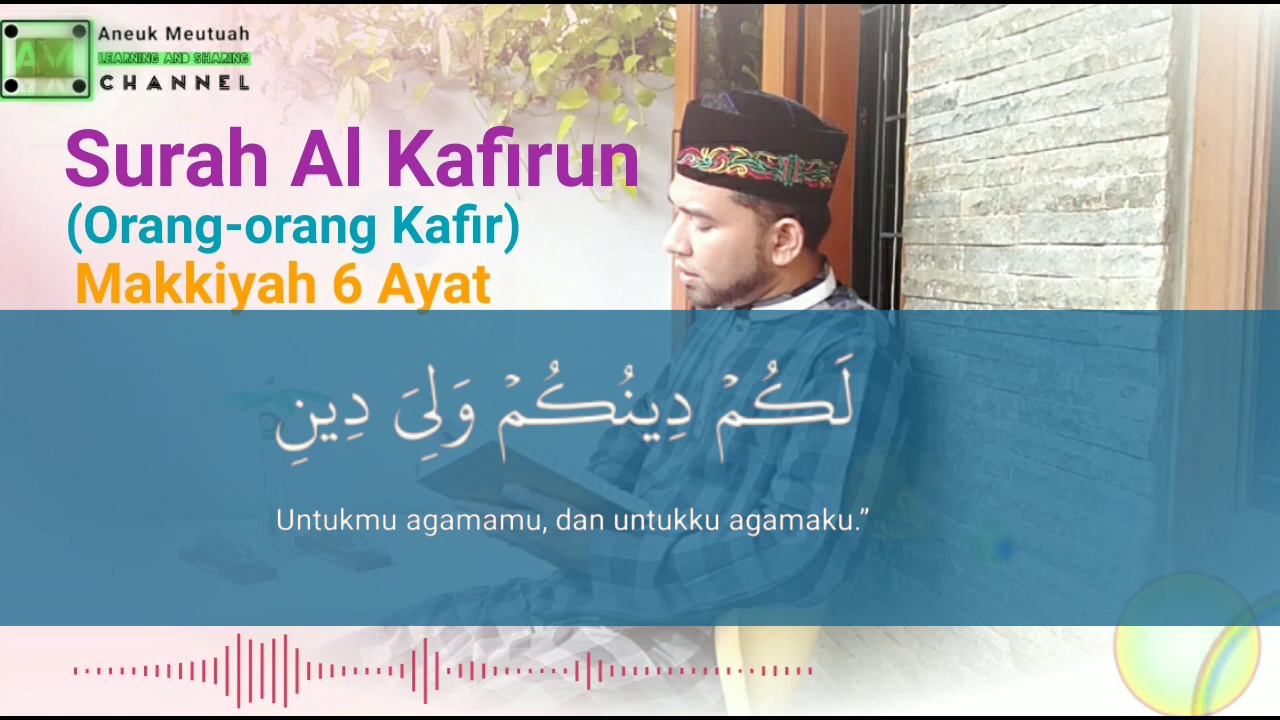 AM
Aneuk Meutuah
LEARNING AND SHARING
CHANNEL
Surah Al Kafirun
(Orang-orang Kafir)
Makkiyah 6 Ayat
لَكُمْ دِينُكُمْ وَلِيَ دِينِ
Untukmu agamamu, dan untukku agamaku.”